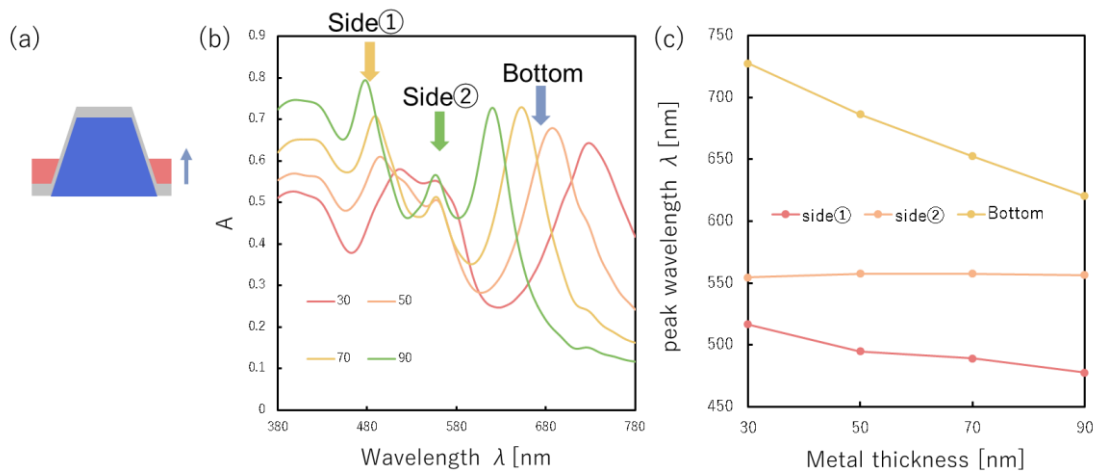 (a)
(b)
Side①
Side②
Bottom
0.9
0.8
0.7
0.6
0.5
0.4
0.3
0.2
0.1
0
A
30
50
70
90
380
480
580
680
780
Wavelength λ [nm
(c)
750
700
650
600
550
500
450
peak wavelength λ [nm]
side①
side②
Bottom
30
50
70
90
Metal thickness [nm]